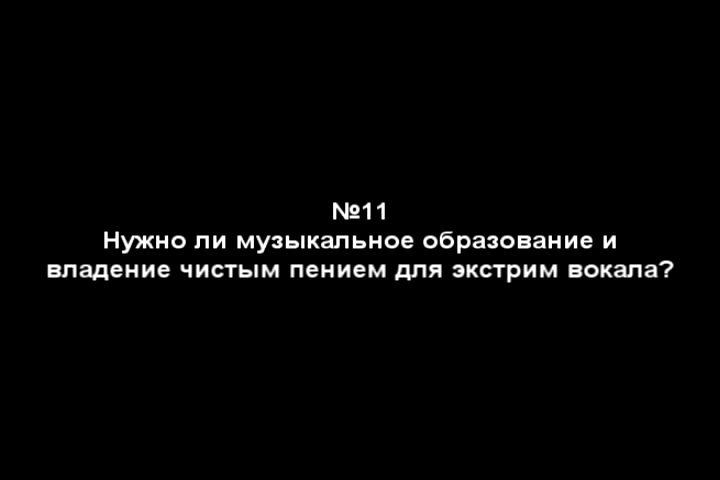 №11
Нужно ли музыкальное образование и
владение чистым пением для экстрим вокала?